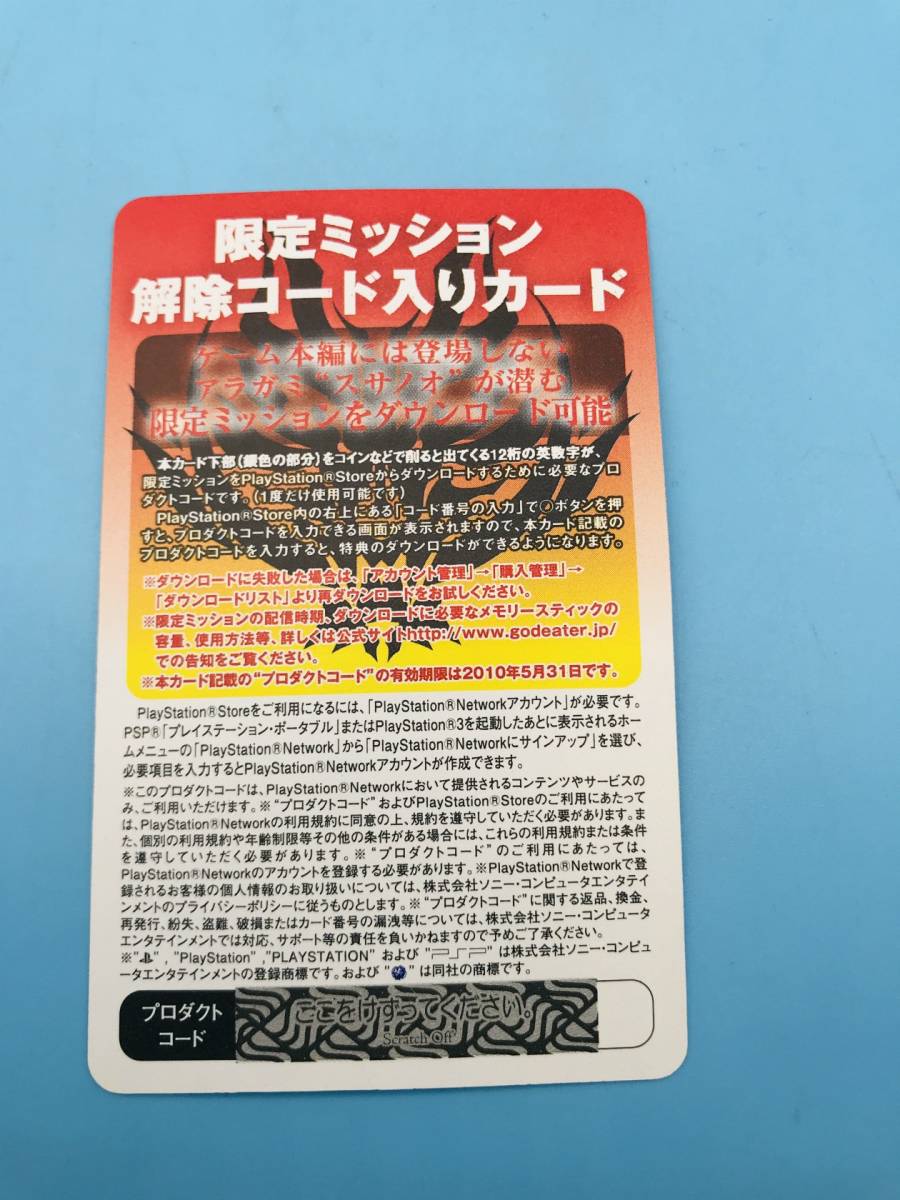 限定ミッション
解除コード入りカード
ゲーム本編には登場しない
アラガミ“スサノオ”が潜む
限定ミッションをダウンロード可能
本カード下部(銀色の部分)をコインなどで削ると出てくる12桁の英数字が、
限定ミッションをPlayStation®Storeからダウンロードするために必要なプロ
ダクトコードです。(1度だけ使用可能です)
PlayStation®Store内の右上にある「コード番号の入力」で〇ボタンを押
すと、プロダクトコードを入力できる画面が表示されますので、本カード記載の
プロダクトコードを入力すると、特典のダウンロードができるようになります。
※ダウンロードに失敗した場合は、「アカウント管理」→「購入管理」→
「ダウンロードリスト」より再ダウンロードをお試しください。
※限定ミッションの配信時期、ダウンロードに必要なメモリースティックの
容量、使用方法等、詳しくは公式サイトhttp://www.godeater.jp/
での告知をご覧ください。
※本カード記載の“プロダクトコード”の有効期限は2010年5月31日です。
PlayStation®Storeをご利用になるには、「PlayStation®Networkアカウント」が必要です。
PSP®「プレイステーション・ポータブル」またはPlayStation®3を起動したあとに表示されるホー
ムメニューの「PlayStation®Network」から「PlayStation®Networkにサインアップ」を選び、
必要項目を入力するとPlayStation®Networkアカウントが作成できます。
※このプロダクトコードは、PlayStation®Networkにおいて提供されるコンテンツやサービスの
み、ご利用いただけます。※“プロダクトコード”およびPlayStation®Storeのご利用にあたって
は、PlayStation®Networkの利用規約に同意の上、規約を遵守していただく必要があります。ま
た、個別の利用規約や年齢制限等その他の条件がある場合には、これらの利用規約または条件
を遵守していただく必要があります。※“プロダクトコード”のご利用にあたっては、
PlayStation®Networkのアカウントを登録する必要があります。※PlayStation®Networkで登
録されるお客様の個人情報のお取り扱いについては、株式会社ソニー・コンピュータエンタテイ
ンメントのプライバシーポリシーに従うものとします。※“プロダクトコード”に関する返品、換金、
再発行、紛失、盗難、破損またはカード番号の漏洩等については、株式会社ソニー・コンピュータ
エンタテインメントでは対応、サポート等の責任を負いかねますので予めご了承ください。
※" ", "PlayStation" ,"PLAYSTATION" および "PSP" は株式会社ソニー・コンピュ
ータエンタテインメントの登録商標です。および " " は同社の商標です。
プロダクト
コード
ここをけずってください。
Scratch Off